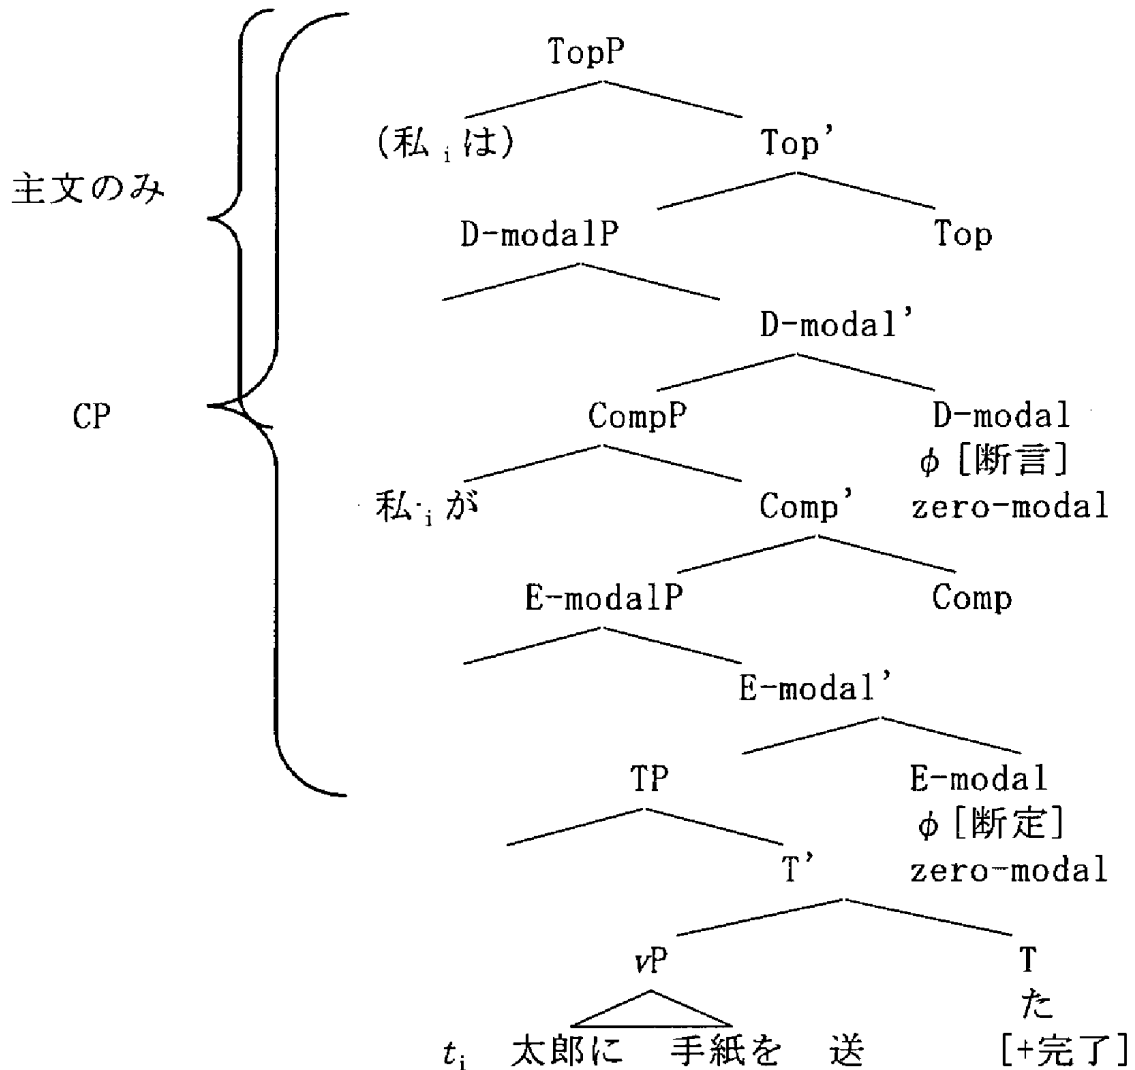 TopP
(私 i は) Top’
主文のみ
D-modalP Top
D-modal’
CP CompP D-modal
φ [断言]
私 i が Comp’ zero-modal
E-modalP Comp
E-modal’
TP E-modal
φ [断定]
T’ zero-modal
vP T
た
ti 太郎に 手紙を 送 [+完了]